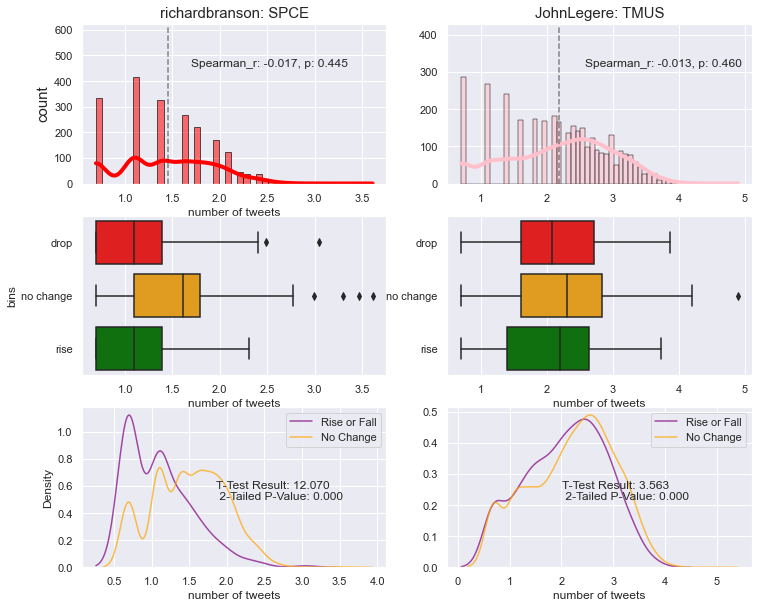 richardbranson: SPCE
JohnLegere: TMUS
count
600
500
400
300
200
100
0
Spearman_r: -0.017, p: 0.445
1.0 1.5 2.0 2.5 3.0 3.5
number of tweets
400
300
200
100
0
Spearman_r: -0.013, p: 0.460
1 2 3 4 5
number of tweets
bins
drop
no change
rise
1.0 1.5 2.0 2.5 3.0 3.5
number of tweets
drop
no change
rise
1 2 3 4 5
number of tweets
Density
1.0
0.8
0.6
0.4
0.2
0.0
Rise or Fall
No Change
T-Test Result: 12.070
2-Tailed P-Value: 0.000
0.5 1.0 1.5 2.0 2.5 3.0 3.5 4.0
number of tweets
0.5
0.4
0.3
0.2
0.1
0.0
Rise or Fall
No Change
T-Test Result: 3.563
2-Tailed P-Value: 0.000
0 1 2 3 4 5
number of tweets